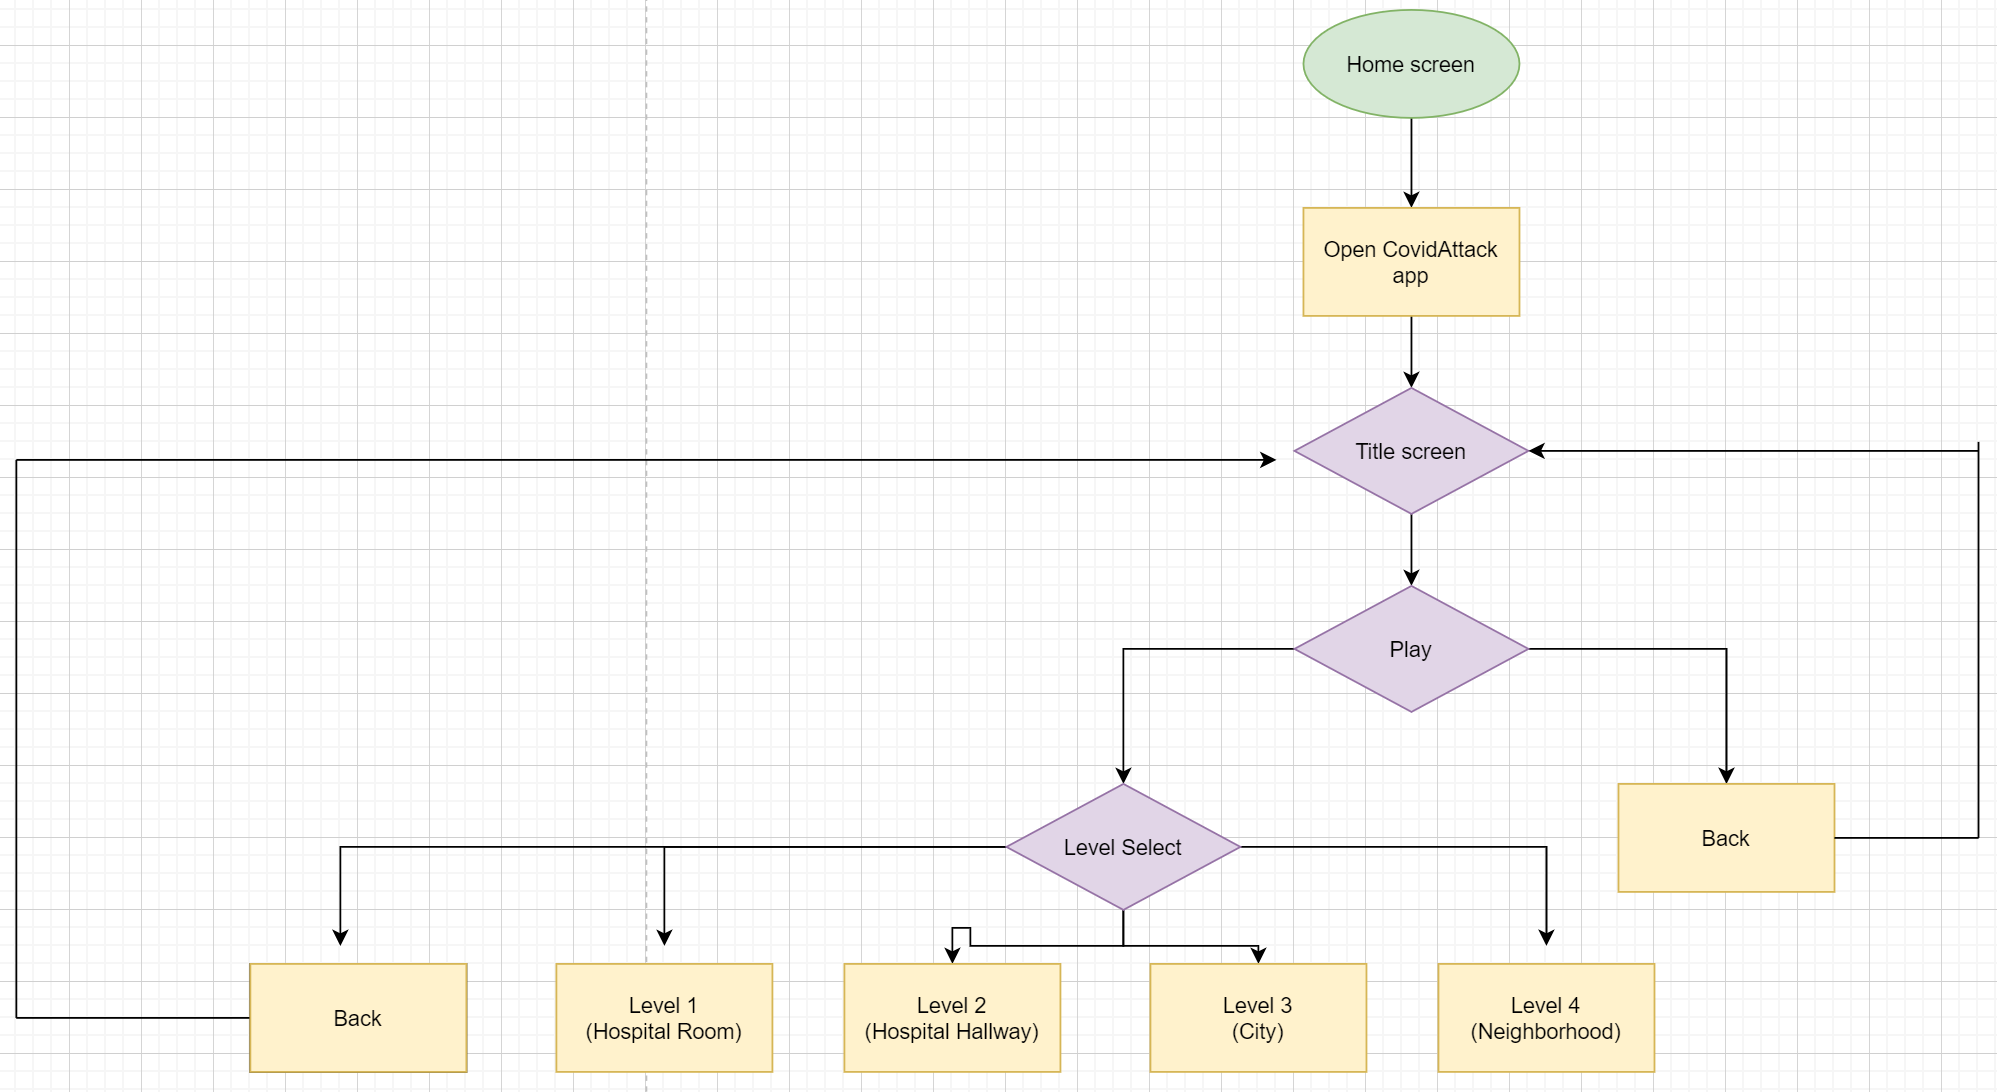 Home screen
Open CovidAttack
app
Title screen
Play
Level Select
Back
Back
Level 1
(Hospital Room)
Level 2
(Hospital Hallway)
Level 3
(City)
Level 4
(Neighborhood)